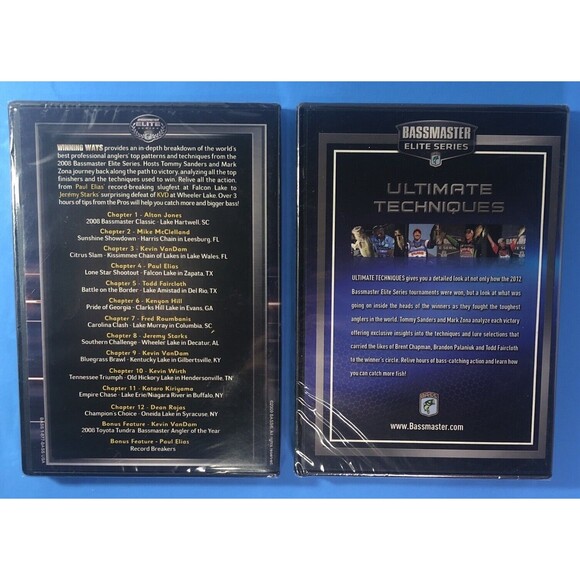 BASSMASTER
ELITE
SERIES
WINNING WAYS provides an in-depth breakdown of the world's
best professional anglers' top patterns and techniques from the
2008 Bassmaster Elite Series. Hosts Tommy Sanders and Mark
Zona journey back along the path to victory, analyzing all the top
finishers and the techniques used to win. Relive all the action
from Paul Elias' record-breaking slugfest at Falcon Lake to
Jeremy Starks' surprising defeat of KVD at Wheeler Lake. Over 3
hours of tips from the Pros will help you catch more and bigger bass!
Chapter 1 - Alton Jones
2008 Bassmaster Classic - Lake Hartwell, SC
Chapter 2 - Mike McClelland
Sunshine Showdown - Harris Chain in Leesburg, FL
Chapter 3 - Kevin VanDam
Citrus Slam - Kissimmee Chain of Lakes in Lake Wales, FL
Chapter 4 - Paul Elias
Lone Star Shootout - Falcon Lake in Zapata, TX
Chapter 5 - Todd Faircloth
Battle on the Border - Lake Amistad in Del Rio, TX
Chapter 6 - Kenyon Hill
Pride of Georgia - Clarks Hill Lake in Evans, GA
Chapter 7 - Fred Roumbanis
Carolina Clash - Lake Murray in Columbia, SC
Chapter 8 - Jeremy Starks
Southern Challenge - Wheeler Lake in Decatur, AL
Chapter 9 - Kevin VanDam
Bluegrass Brawl - Kentucky Lake in Gilbertsville, KY
Chapter 10 - Kevin Wirth
Tennessee Triumph - Old Hickory Lake in Hendersonville, TN
Chapter 11 - Kotaro Kiriyama
Empire Chase - Lake Erie/Niagara River in Buffalo, NY
Chapter 12 - Dean Rojas
Champion's Choice - Oneida Lake in Syracuse, NY
Bonus Feature - Kevin VanDam
2008 Toyota Tundra Bassmaster Angler of the Year
Bonus Feature - Paul Elias
Record Breakers
BASSMASTER
ELITE SERIES
ULTIMATE
TECHNIQUES
ULTIMATE TECHNIQUES gives you a detailed look at not only how the 2012
Bassmaster Elite Series tournaments were won, but a look at what was
going on inside the heads of the winners as they fought the toughest
anglers in the world. Tommy Sanders and Mark Zona analyze each victory
offering exclusive insights into the techniques and lure selections that
carried the likes of Brent Chapman, Brandon Palaniuk and Todd Faircloth
to the winner's circle. Relive hours of bass-catching action and learn how
you can catch more fish!
www.Bassmaster.com